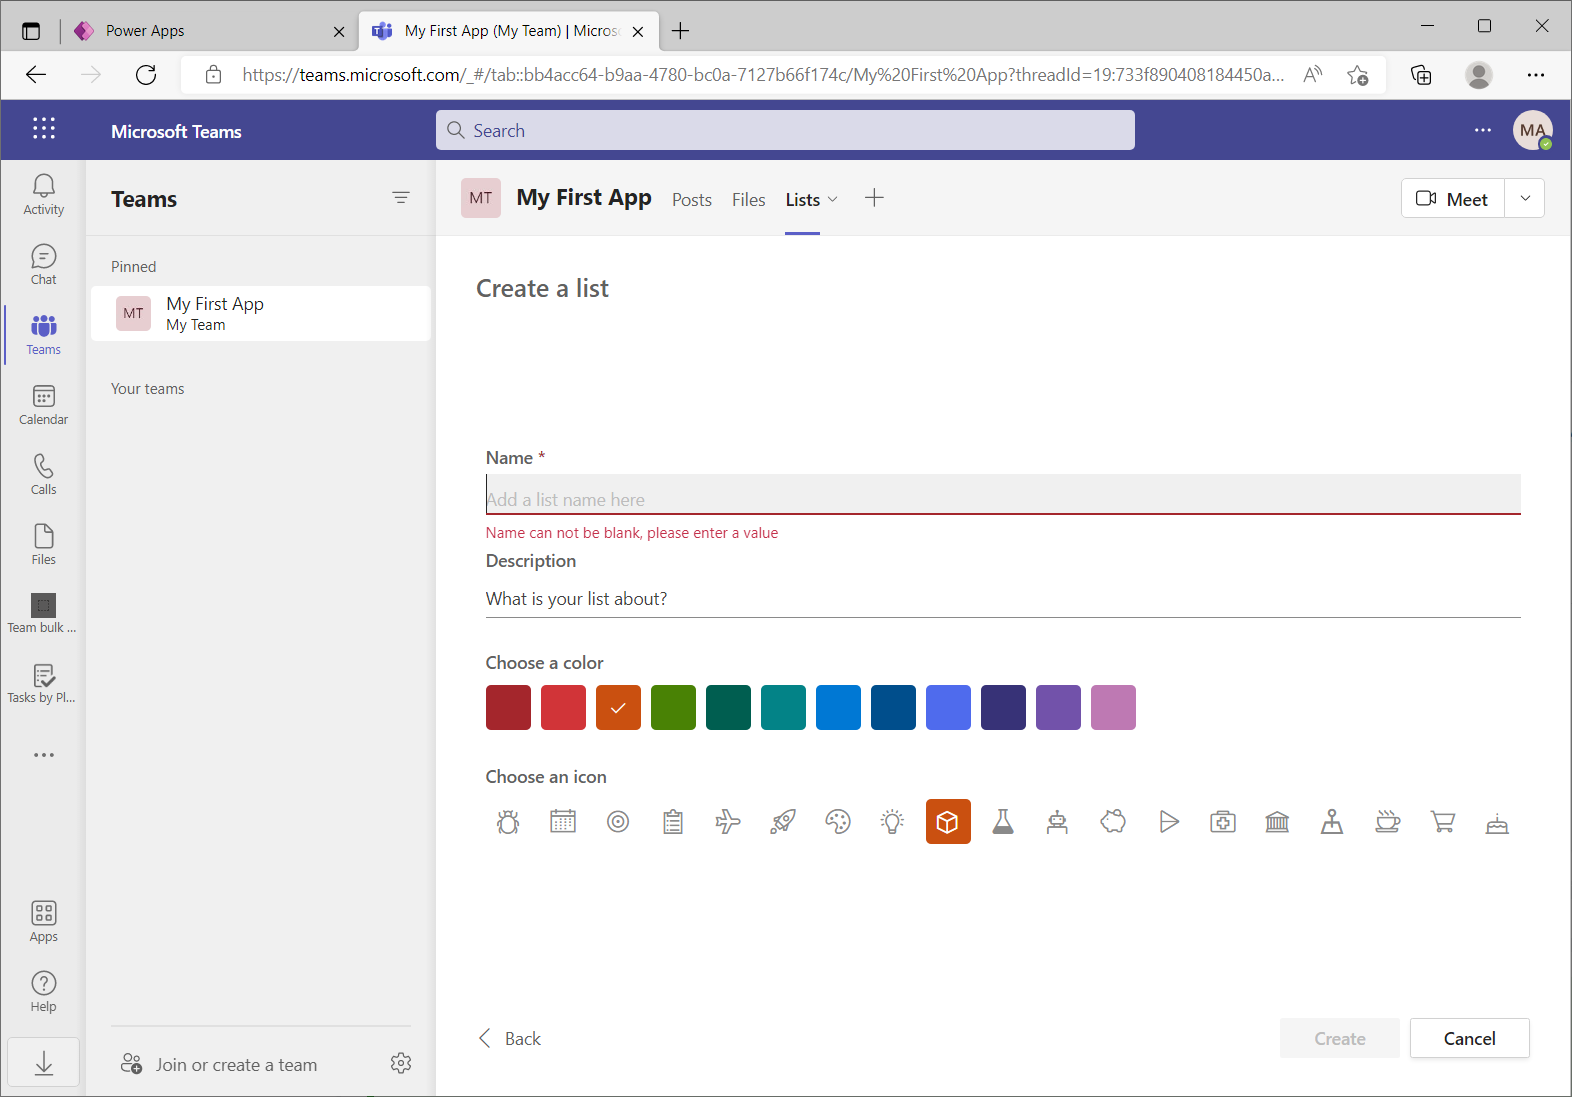 Power Apps
My First App (My Team) | Micros
https://teams.microsoft.com/_#/tab::bb4acc64-b9aa-4780-bc0a-7127b66f174c/My%20First%20App?threadId=19:733f890408184450a...
Microsoft Teams
Search
MA
Activity
Chat
Teams
Calendar
Calls
Files
Team bulk ...
Tasks by Pl...
Apps
Help
Teams
Pinned
MT
My First App
My Team
Your teams
Join or create a team
MT
My First App
Posts
Files
Lists
Meet
Create a list
Name *
Add a list name here
Name can not be blank, please enter a value
Description
What is your list about?
Choose a color
Choose an icon
Back
Create
Cancel